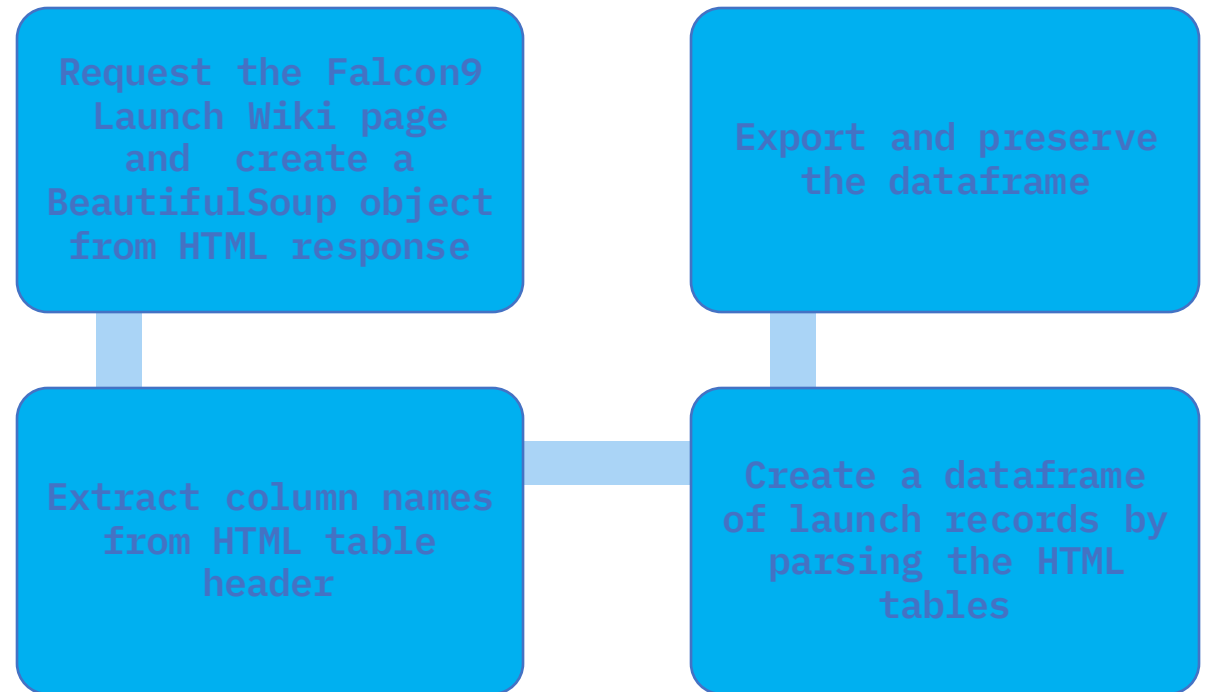 Request the Falcon9
Launch Wiki page
and  create a
BeautifulSoup object
from HTML response
Extract column names
from HTML table
header
Create a dataframe
of launch records by
parsing the HTML
tables
Export and preserve
the dataframe